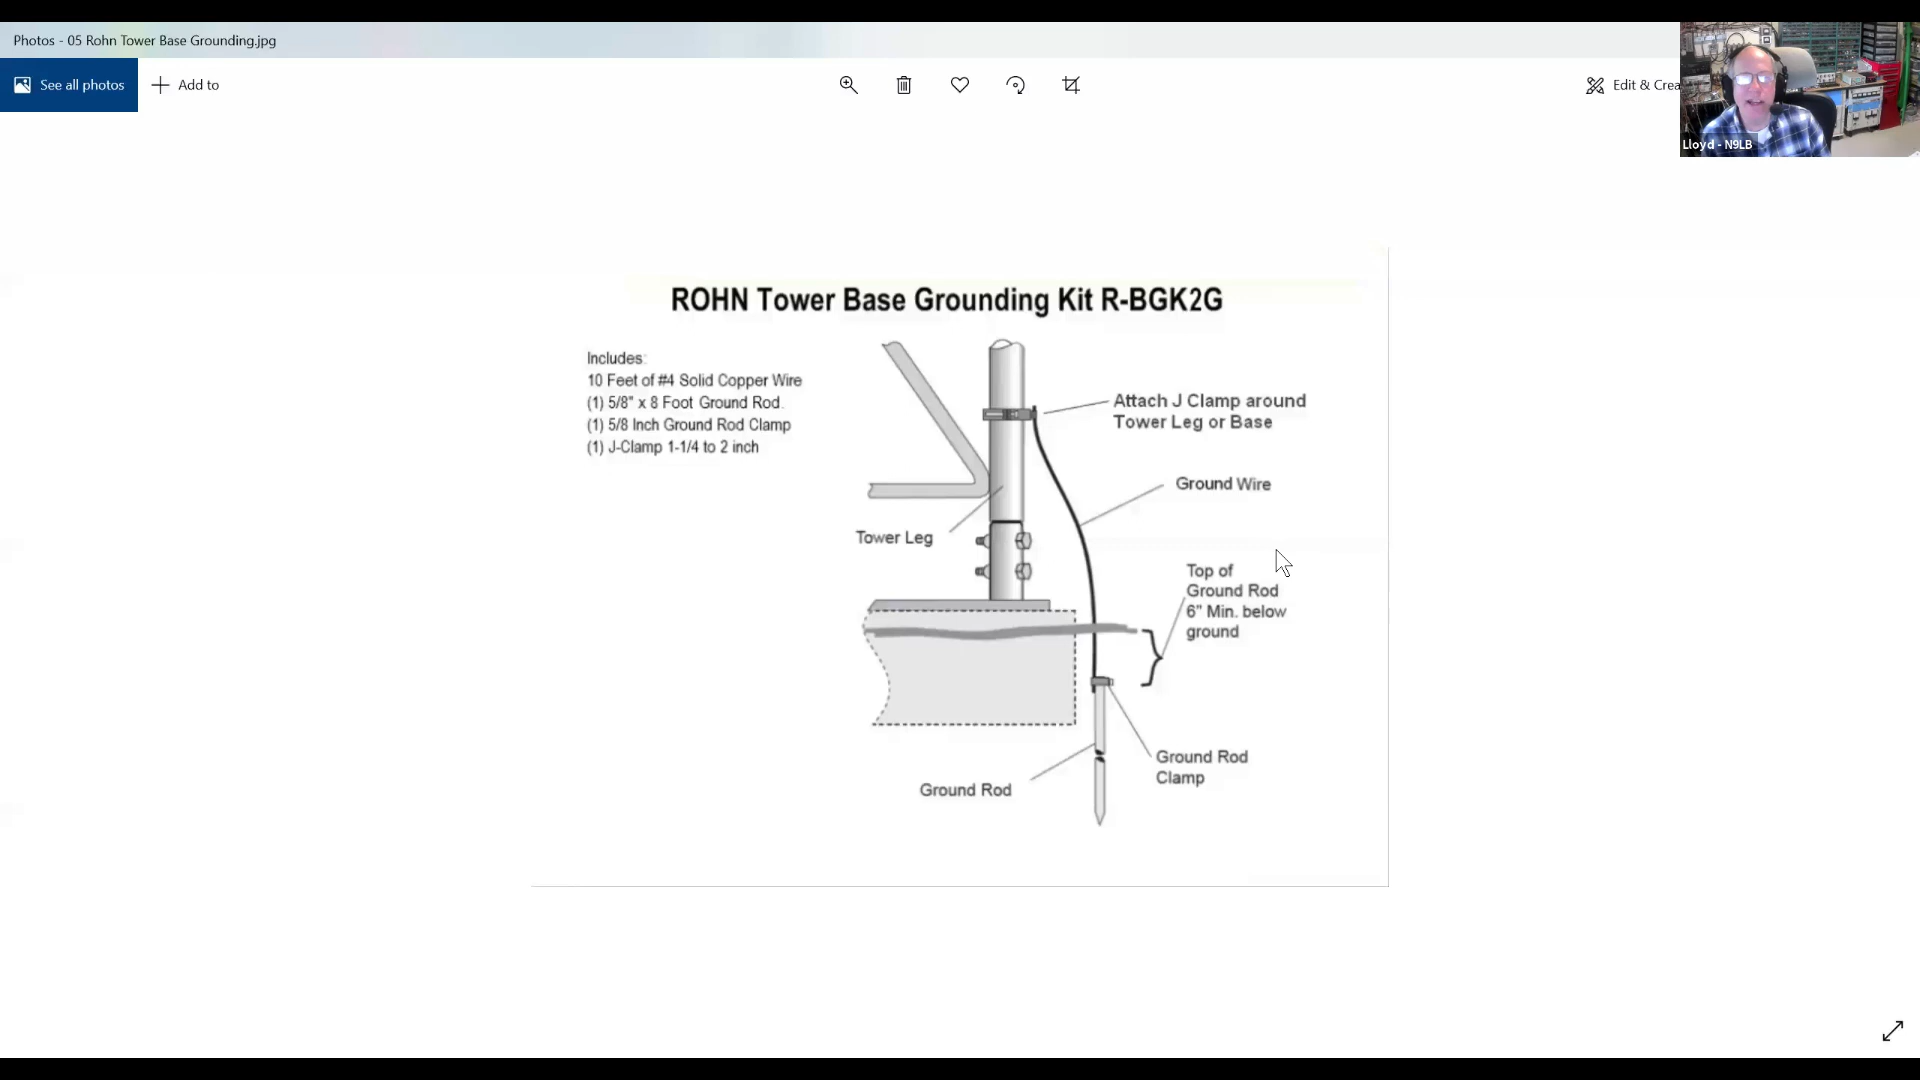 Photos - 05 Rohn Tower Base Grounding.jpg
See all photos
Add to
Edit & Crea
Lloyd - N9LB
ROHN Tower Base Grounding Kit R-BGK2G
Includes:
10 Feet of #4 Solid Copper Wire
(1) 5/8" x 8 Foot Ground Rod.
(1) 5/8 Inch Ground Rod Clamp
(1) J-Clamp 1-1/4 to 2 inch
Attach J Clamp around
Tower Leg or Base
Ground Wire
Tower Leg
Top of
Ground Rod
6" Min. below
ground
Ground Rod
Clamp
Ground Rod